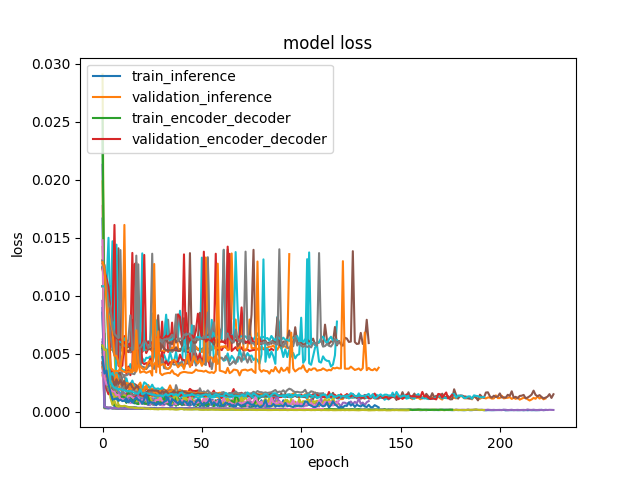 model loss
train_inference
validation_inference
train_encoder_decoder
validation_encoder_decoder
0.030
0.025
0.020
0.015
0.010
0.005
0.000
loss
0 50 100 150 200
epoch